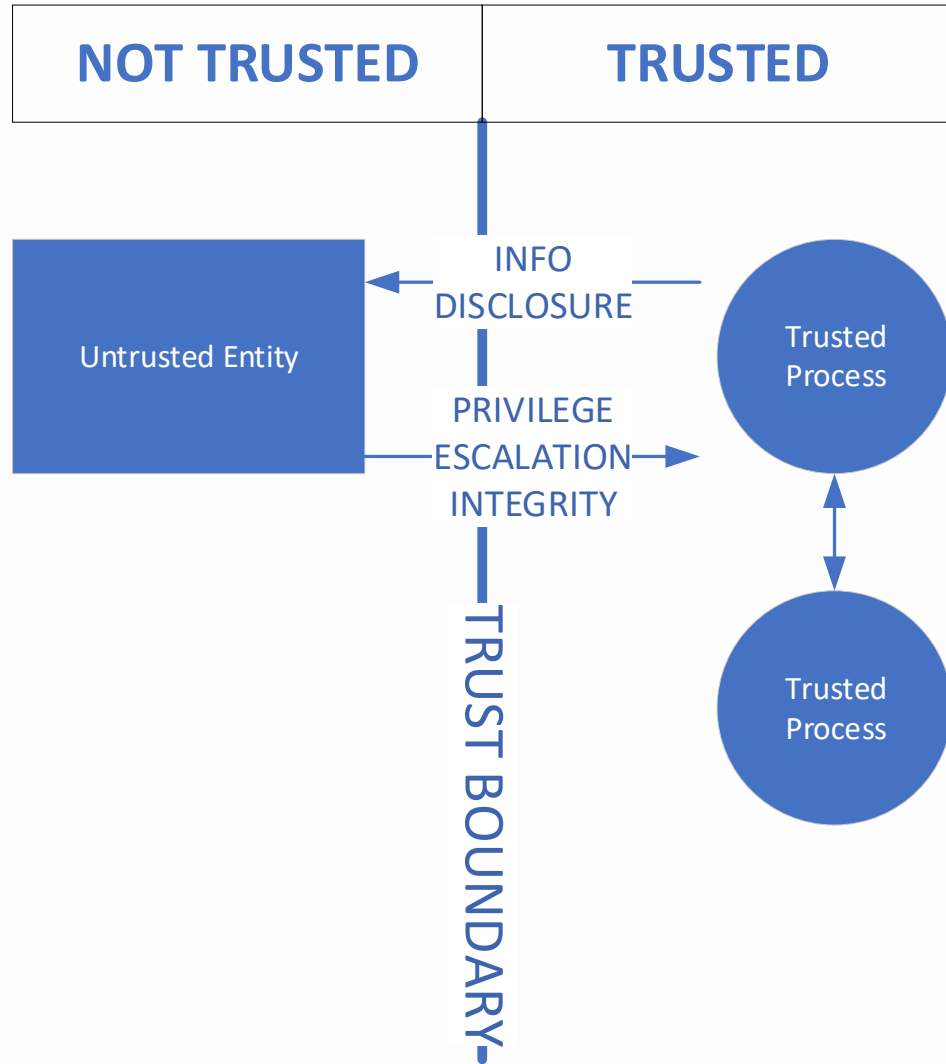 NOT TRUSTED
TRUSTED
INFO
DISCLOSURE
Untrusted Entity
Trusted
Process
PRIVILEGE
ESCALATION
INTEGRITY
TRUST BOUNDARY
Trusted
Process